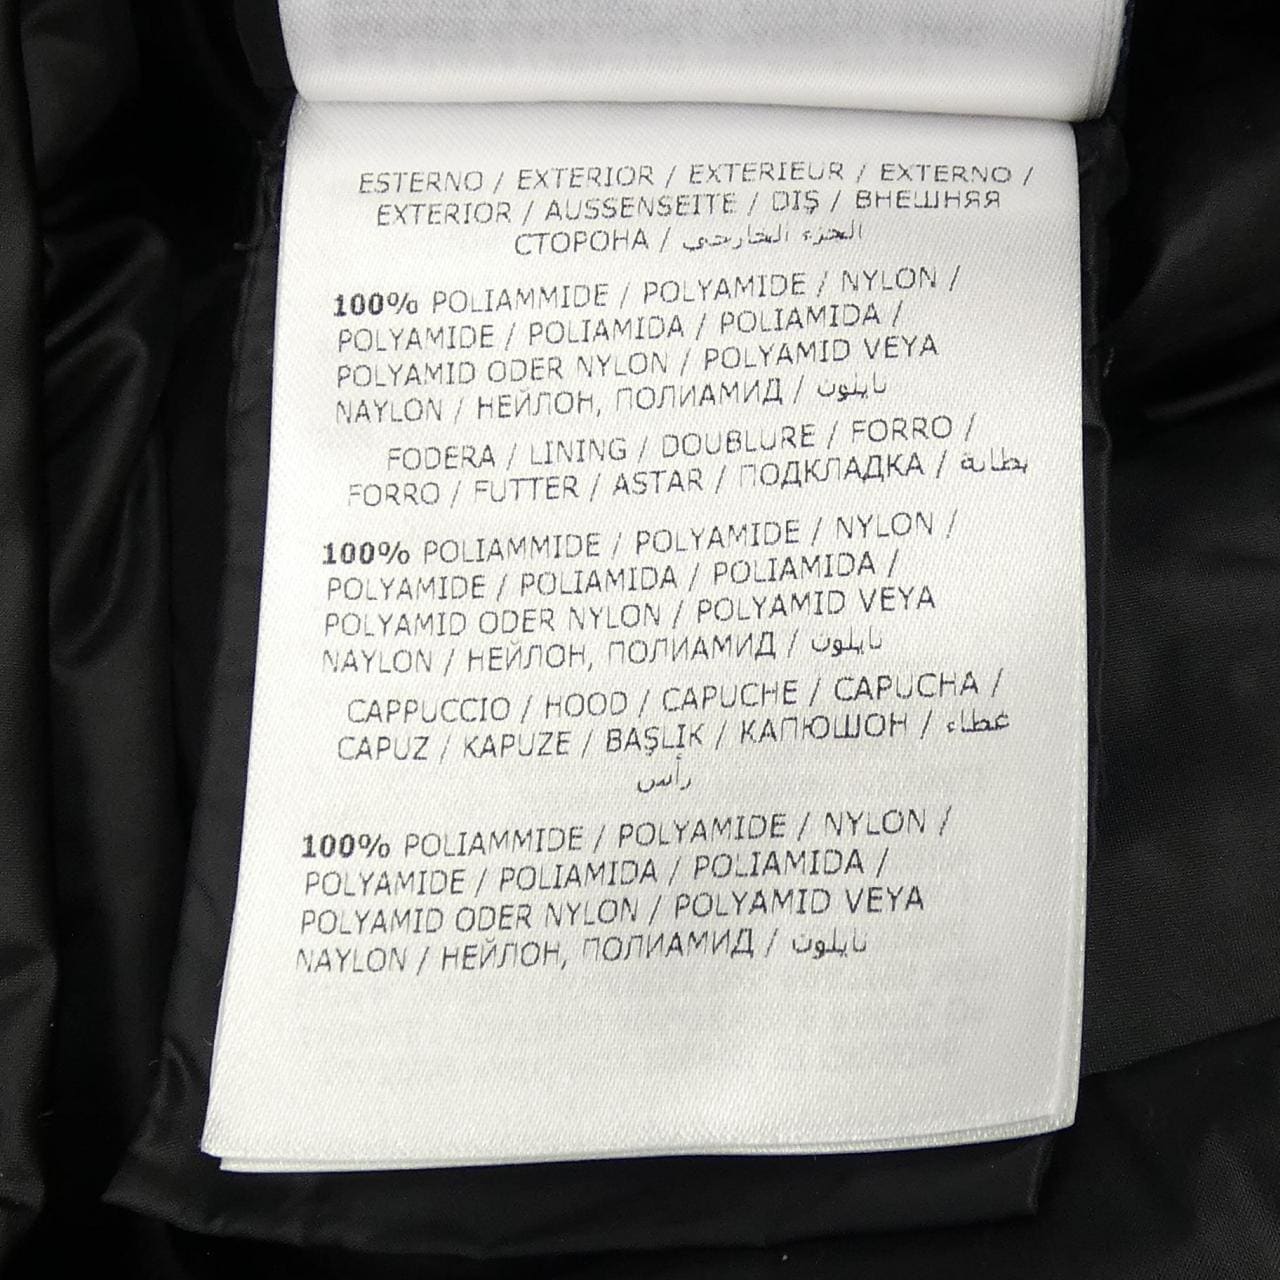 ESTERNO / EXTERIOR / EXTERIEUR / EXTERNO /
EXTERIOR / AUSSENSEITE / DIŞ / ВНЕШНЯЯ
СТОРОНА / الجزء الخارجي
100% POLIAMMIDE / POLYAMIDE / NYLON /
POLYAMIDE / POLIAMIDA / POLIAMIDA /
POLYAMID ODER NYLON / POLYAMID VEYA
NAYLON / НЕЙЛОН, ПОЛИАМИД / نايلون
FODERA / LINING / DOUBLURE / FORRO /
FORRO / FUTTER / ASTAR / ПОДКЛАДКА / بطانة
100% POLIAMMIDE / POLYAMIDE / NYLON /
POLYAMIDE / POLIAMIDA / POLIAMIDA /
POLYAMID ODER NYLON / POLYAMID VEYA
NAYLON / НЕЙЛОН, ПОЛИАМИД / نايلون
CAPPUCCIO / HOOD / CAPUCHE / CAPUCHA /
CAPUZ / KAPUZE / BAŞLIK / КАПЮШОН / غطاء
رأس
100% POLIAMMIDE / POLYAMIDE / NYLON /
POLYAMIDE / POLIAMIDA / POLIAMIDA /
POLYAMID ODER NYLON / POLYAMID VEYA
NAYLON / НЕЙЛОН, ПОЛИАМИД / نايلون